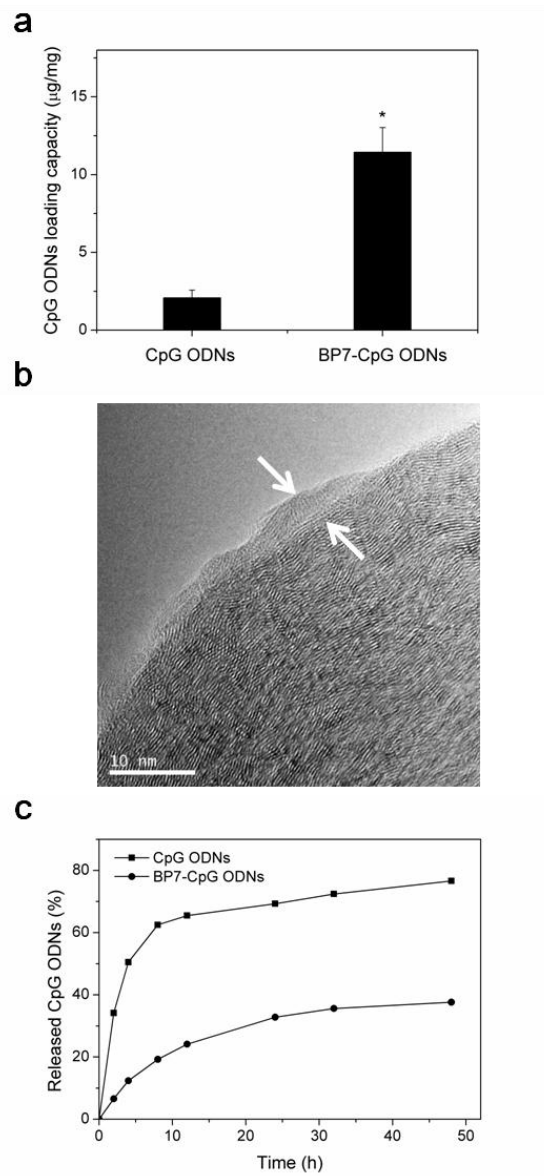 a
CpG ODNs loading capacity (µg/mg)
15
10
5
0
*
CpG ODNs
BP7-CpG ODNs
b
10 nm
c
Released CpG ODNs (%)
80
60
40
20
0
CpG ODNs
BP7-CpG ODNs
0
10
20
30
40
50
Time (h)